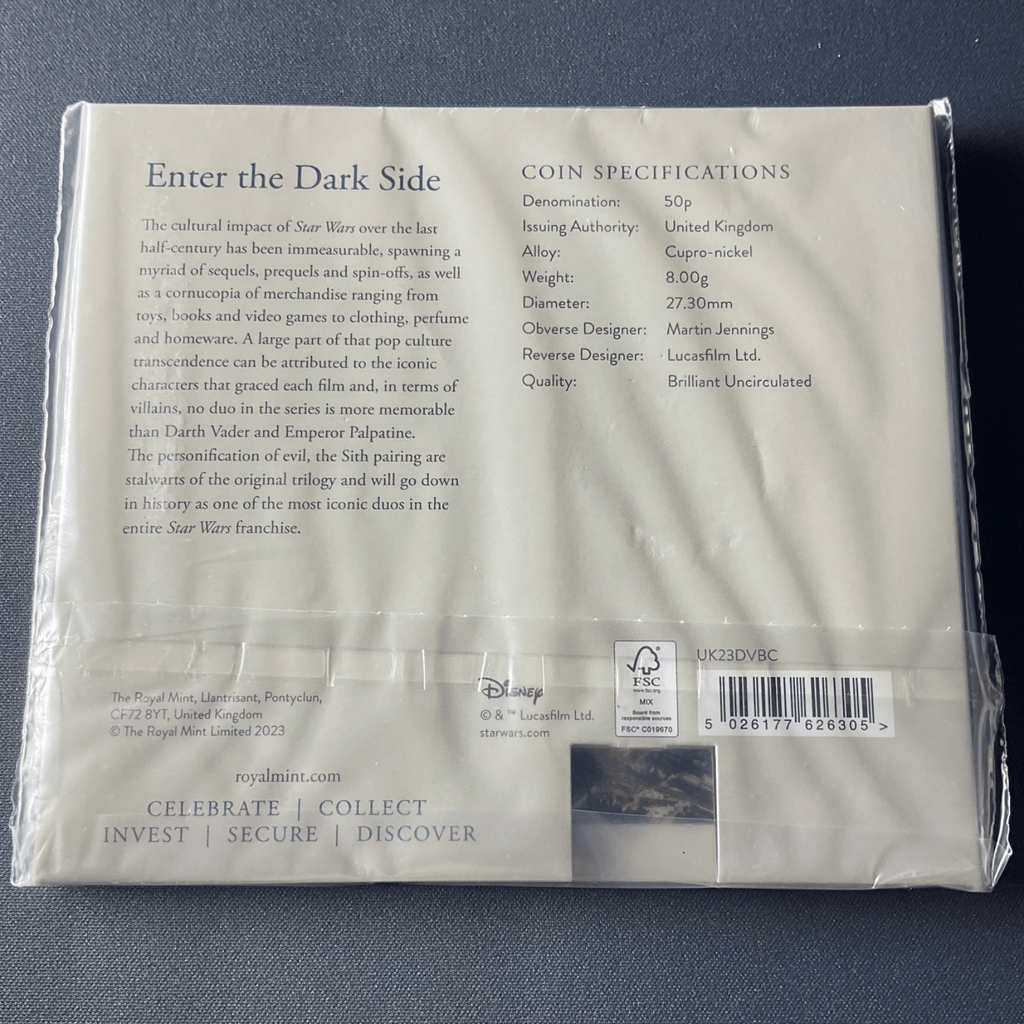 Enter the Dark Side
The cultural impact of Star Wars over the last
half-century has been immeasurable, spawning a
myriad of sequels, prequels and spin-offs, as well
as a cornucopia of merchandise ranging from
toys, books and video games to clothing, perfume
and homeware. A large part of that pop culture
transcendence can be attributed to the iconic
characters that graced each film and, in terms of
villains, no duo in the series is more memorable
than Darth Vader and Emperor Palpatine.
The personification of evil, the Sith pairing are
stalwarts of the original trilogy and will go down
in history as one of the most iconic duos in the
entire Star Wars franchise.
COIN SPECIFICATIONS
Denomination: 50p
Issuing Authority: United Kingdom
Alloy: Cupro-nickel
Weight: 8.00g
Diameter: 27.30mm
Obverse Designer: Martin Jennings
Reverse Designer: Lucasfilm Ltd.
Quality: Brilliant Uncirculated
The Royal Mint, Llantrisant, Pontyclun,
CF72 8YT, United Kingdom
© The Royal Mint Limited 2023
royalmint.com
CELEBRATE | COLLECT
INVEST | SECURE | DISCOVER
Disney
© & ™ Lucasfilm Ltd.
starwars.com
FSC
www.fsc.org
MIX
Board from
responsible sources
FSC® C019670
UK23DVBC
5 026177 626305 >